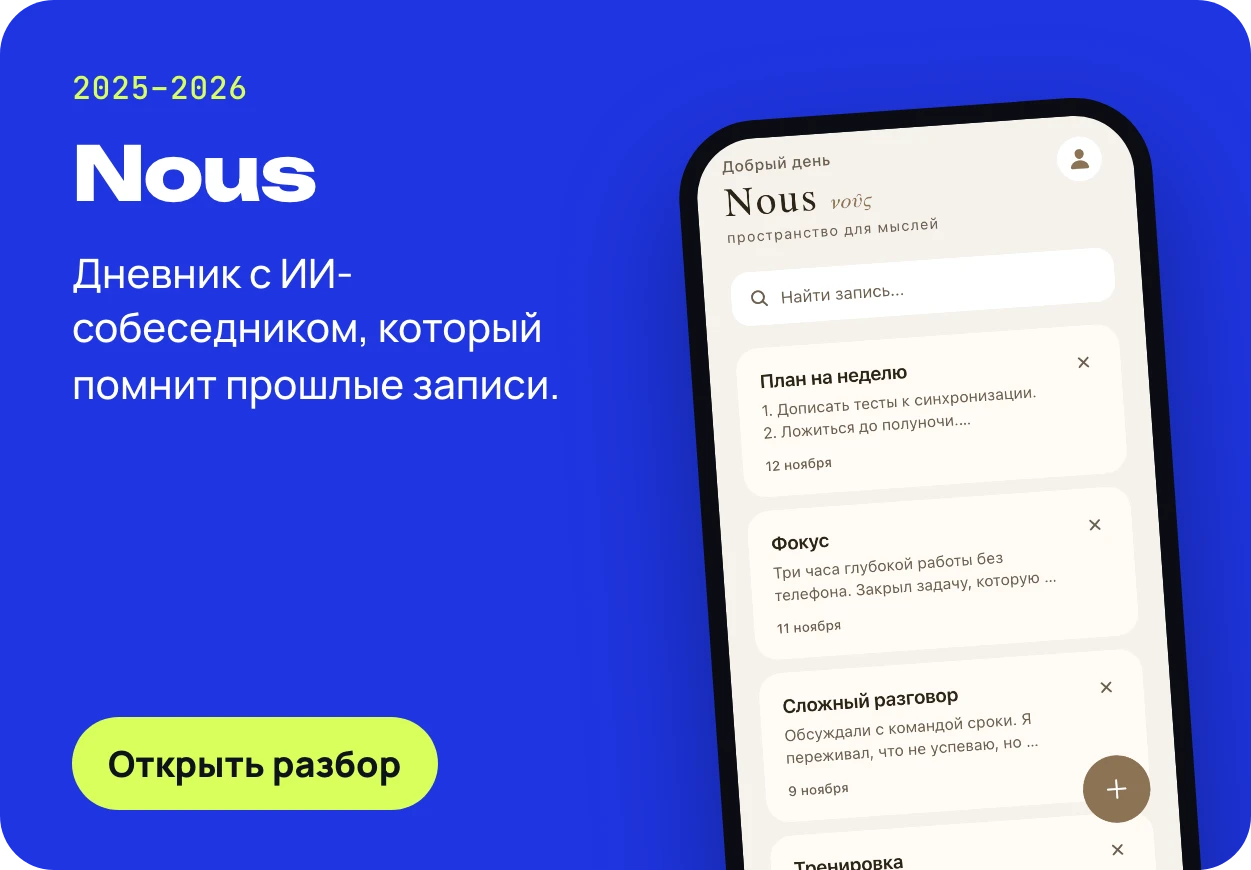 2025–2026
Nous
Дневник с ИИ-
собеседником, который
помнит прошлые записи.
Открыть разбор
Добрый день
Nous νοῦς
пространство для мыслей
Найти запись...
План на неделю
1. Дописать тесты к синхронизации.
2. Ложиться до полуночи....
12 ноября
Фокус
Три часа глубокой работы без
телефона. Закрыл задачу, которую ...
11 ноября
Сложный разговор
Обсуждали с командой сроки. Я
переживал, что не успеваю, но ...
9 ноября
Тренировка